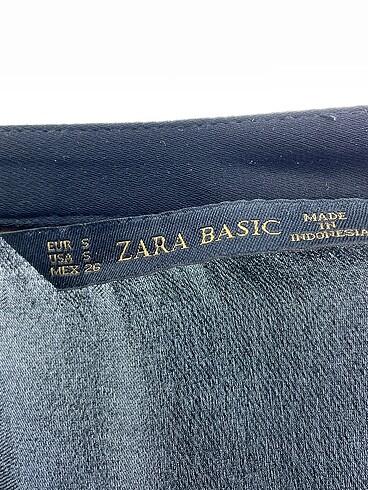 EUR S
USA S
MEX 26
ZARA BASIC
MADE
IN
INDONESIA